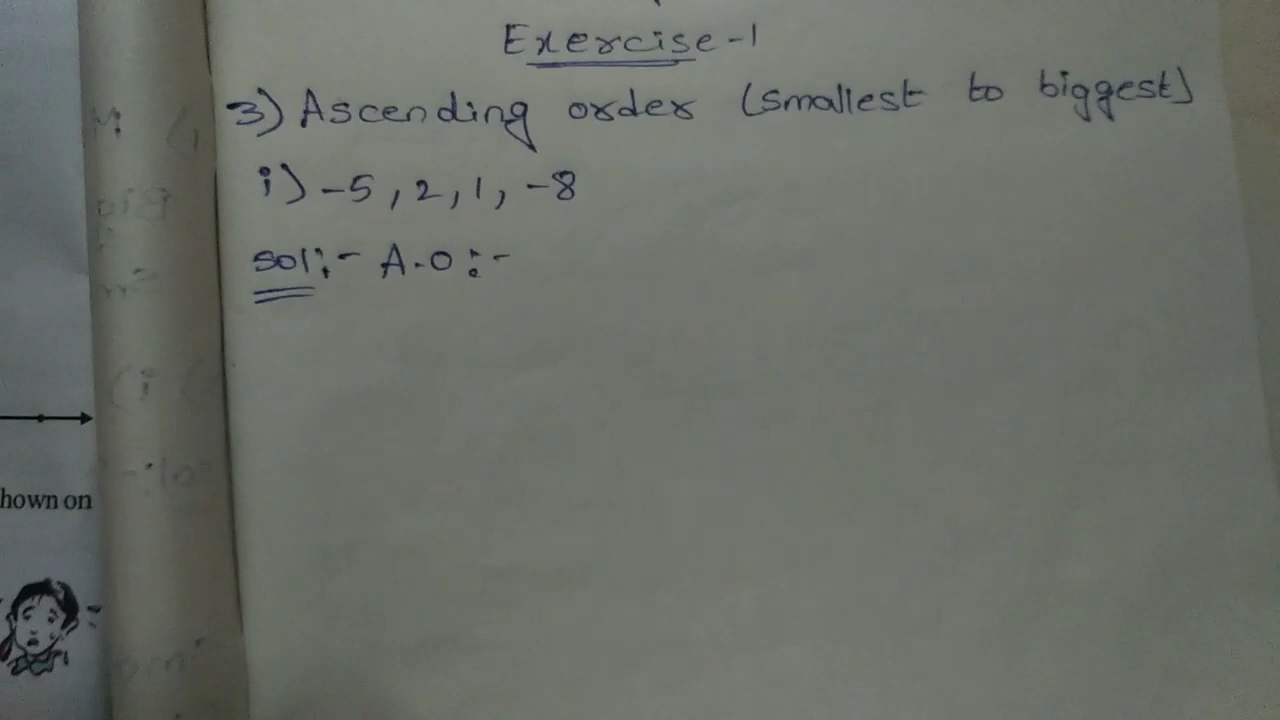 Exercise-1
3) Ascending order (smallest to biggest)
i) -5, 2, 1, -8
Sol:- A.O:-
hown on